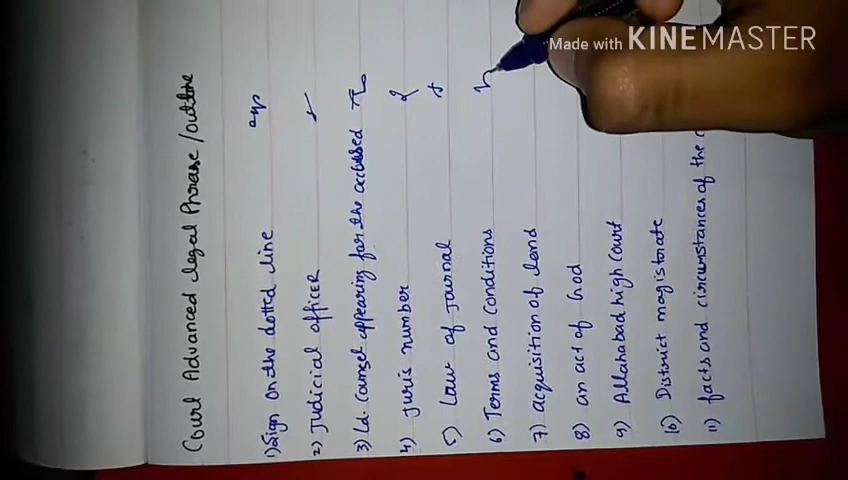 Made with KINEMASTER
Court Advanced legal Phrase/outline
1) Sign on the dotted line
2) Judicial officer
3) Ld. Counsel appearing for the accused
4) Juris number
5) Law of Journal
6) Terms and Conditions
7) acquisition of land
8) an act of God
9) Allahabad high Court
10) District magistorate
11) facts and circumstances of the